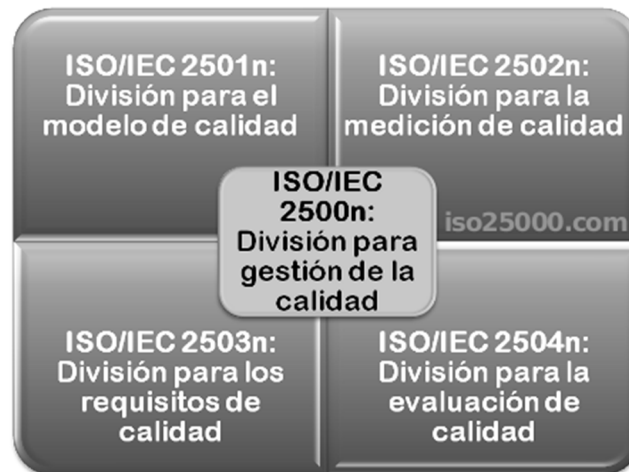 ISO/IEC 2501n:
División para el
modelo de calidad
ISO/IEC 2502n:
División para la
medición de calidad
ISO/IEC
2500n:
División para
gestión de la
calidad
iso25000.com
ISO/IEC 2503n:
División para los
requisitos de
calidad
ISO/IEC 2504n:
División para la
evaluación de
calidad